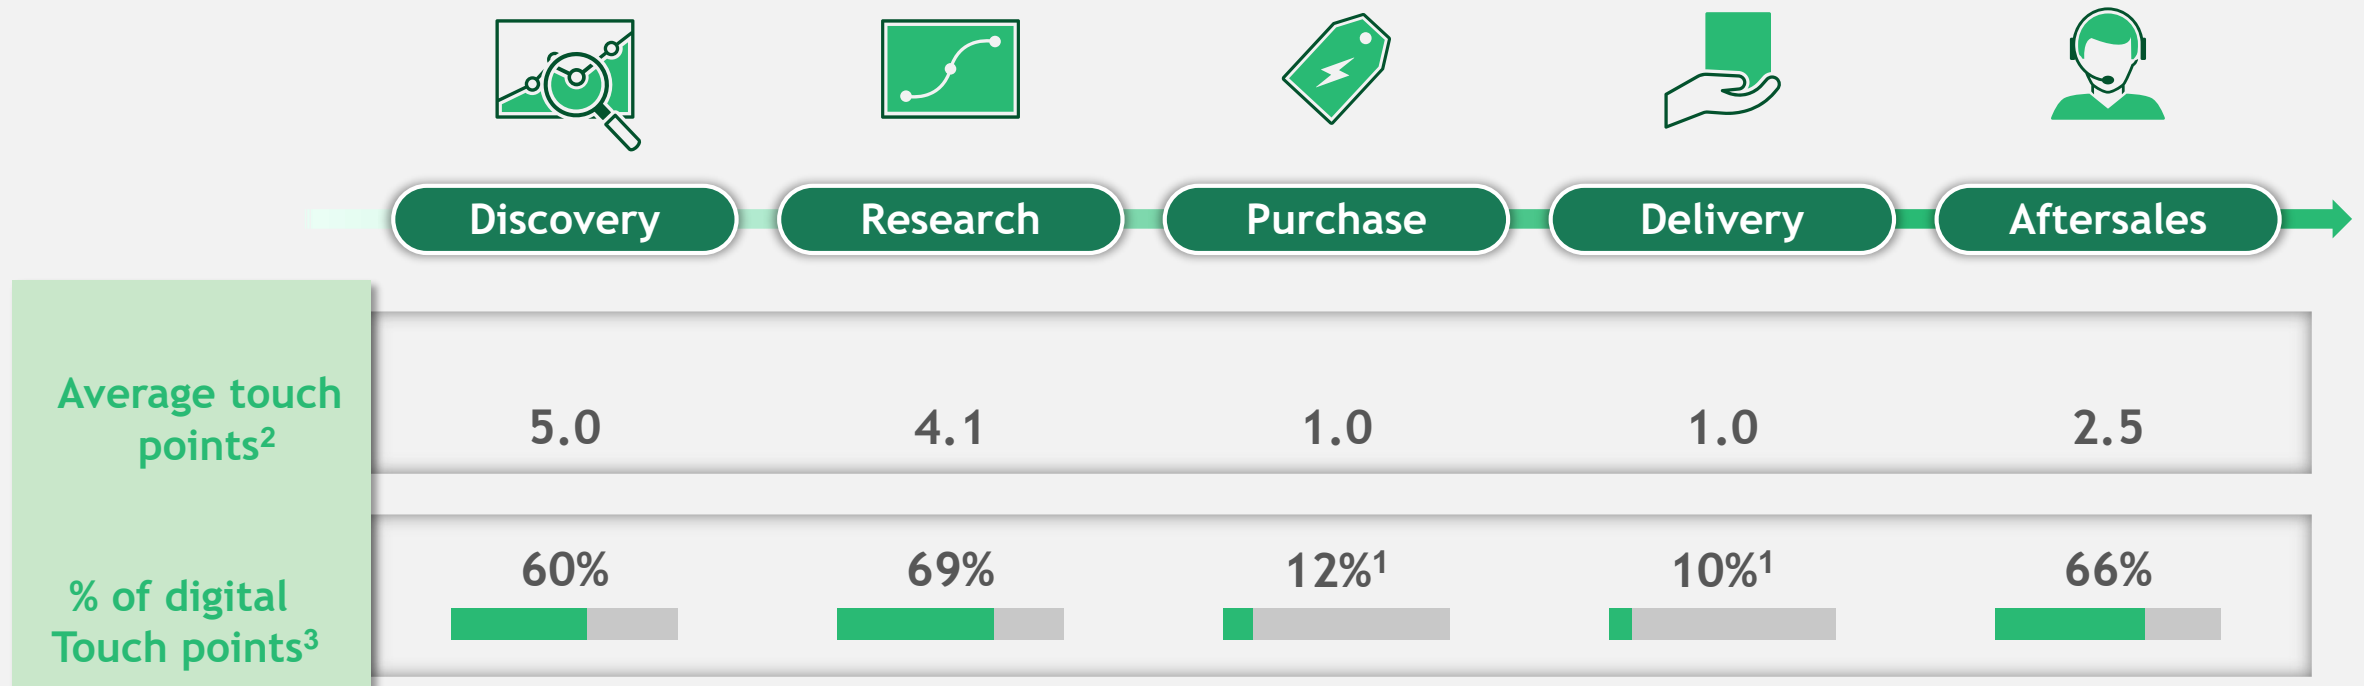 Discovery Research Purchase Delivery Aftersales
Average touch
points²
5.0 4.1 1.0 1.0 2.5
60% 69% 12%¹ 10%¹ 66%
% of digital
Touch points³